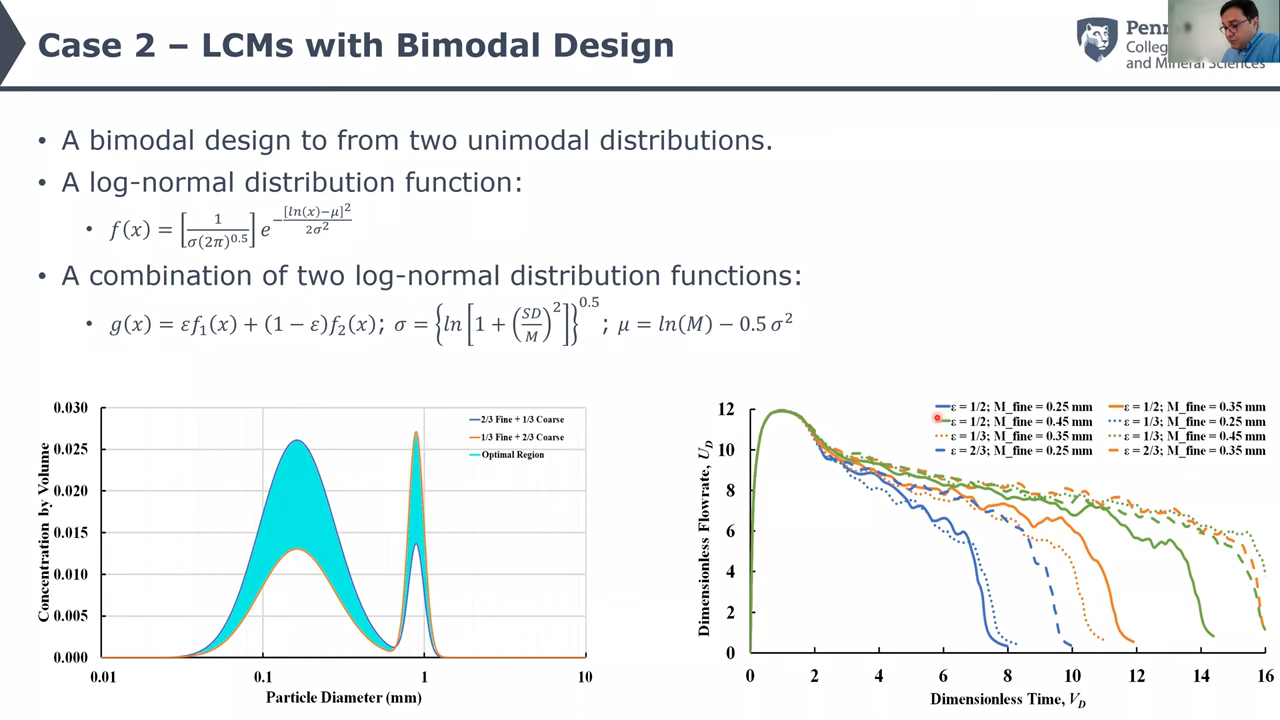 Case 2 – LCMs with Bimodal Design
Penn
Colleg
and Mineral Sciences
• A bimodal design to from two unimodal distributions.
• A log-normal distribution function:
• f(x) = [1/(σ(2π)^0.5)] e^(−[ln(x)−μ]²/(2σ²))
• A combination of two log-normal distribution functions:
• g(x) = εf₁(x) + (1 − ε)f₂(x); σ = {ln[1 + (SD/M)²]}^0.5; μ = ln(M) − 0.5 σ²
Concentration by Volume
0.030
0.025
0.020
0.015
0.010
0.005
0.000
2/3 Fine + 1/3 Coarse
1/3 Fine + 2/3 Coarse
Optimal Region
0.01 0.1 1 10
Particle Diameter (mm)
Dimensionless Flowrate, U_D
12
10
8
6
4
2
0
ε = 1/2; M_fine = 0.25 mm ε = 1/2; M_fine = 0.35 mm
ε = 1/2; M_fine = 0.45 mm ε = 1/3; M_fine = 0.25 mm
ε = 1/3; M_fine = 0.35 mm ε = 1/3; M_fine = 0.45 mm
ε = 2/3; M_fine = 0.25 mm ε = 2/3; M_fine = 0.35 mm
0 2 4 6 8 10 12 14 16
Dimensionless Time, V_D